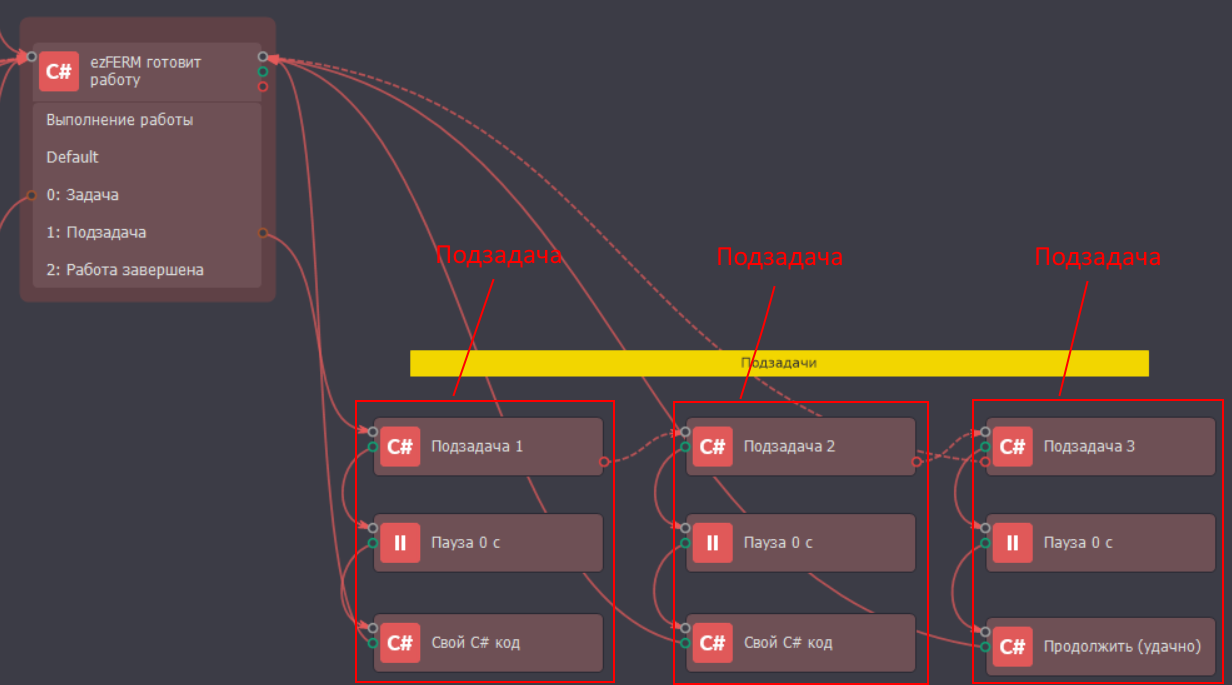 C#
ezFERM готовит
работу
Выполнение работы
Default
0: Задача
1: Подзадача
2: Работа завершена
Подзадача
Подзадача
Подзадача
Подзадачи
C# Подзадача 1
C# Подзадача 2
C# Подзадача 3
Пауза 0 с
Пауза 0 с
Пауза 0 с
C# Свой C# код
C# Свой C# код
C# Продолжить (удачно)